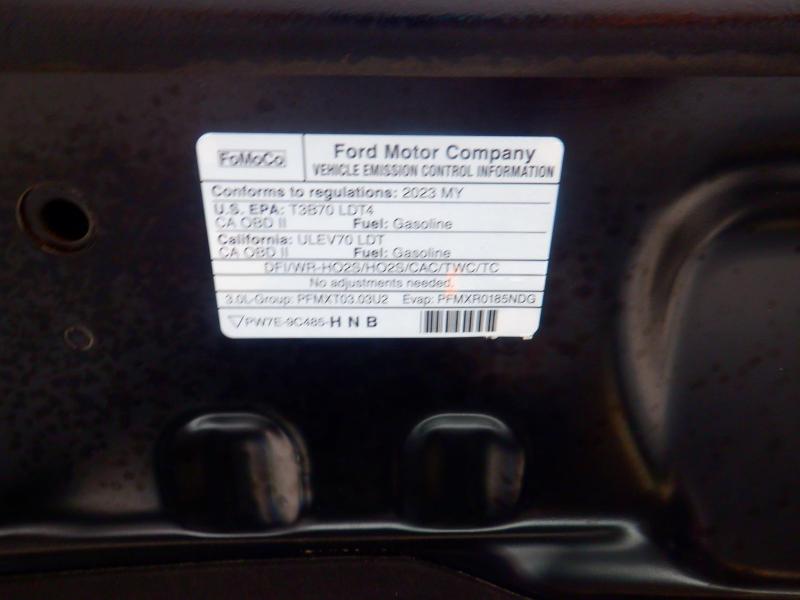 FoMoCo
Ford Motor Company
VEHICLE EMISSION CONTROL INFORMATION
Conforms to regulations: 2023 MY
U.S. EPA: T3B70 LDT4
CA OBD II Fuel: Gasoline
California: ULEV70 LDT
CA OBD II Fuel: Gasoline
DFI/WR-HO2S/HO2S/CAC/TWC/TC
No adjustments needed.
3.0L-Group: PFMXT03.03U2 Evap: PFMXR0185NDG
PW7E-9C485-H N B